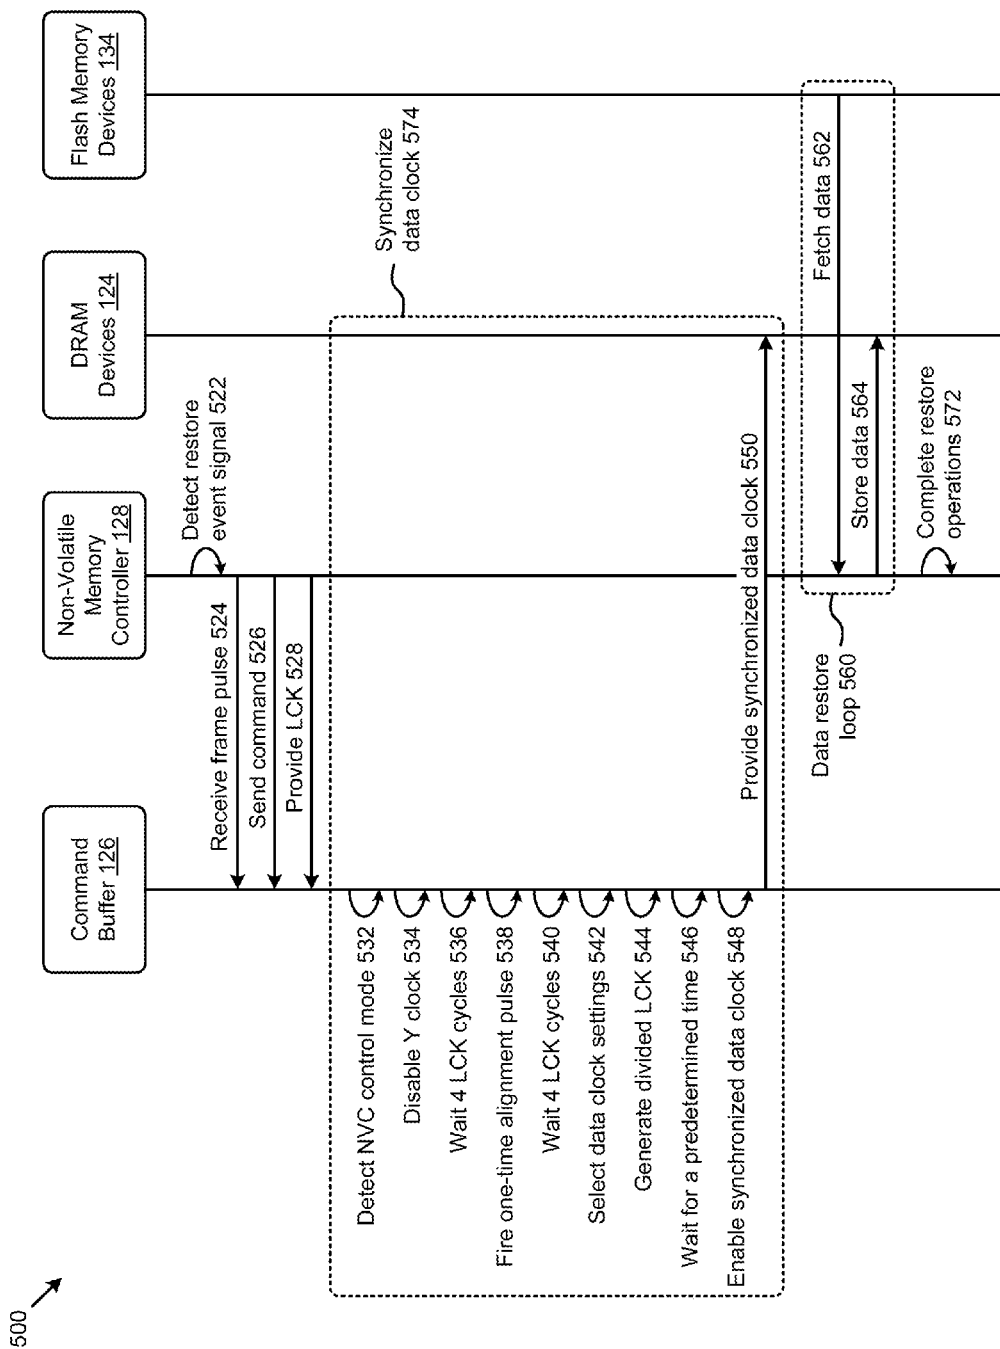 500
Command
Buffer 126
Non-Volatile
Memory
Controller 128
DRAM
Devices 124
Flash Memory
Devices 134
Detect restore
event signal 522
Receive frame pulse 524
Send command 526
Provide LCK 528
Synchronize
data clock 574
Detect NVC control mode 532
Disable Y clock 534
Wait 4 LCK cycles 536
Fire one-time alignment pulse 538
Wait 4 LCK cycles 540
Select data clock settings 542
Generate divided LCK 544
Wait for a predetermined time 546
Enable synchronized data clock 548
Provide synchronized data clock 550
Data restore
loop 560
Fetch data 562
Store data 564
Complete restore
operations 572